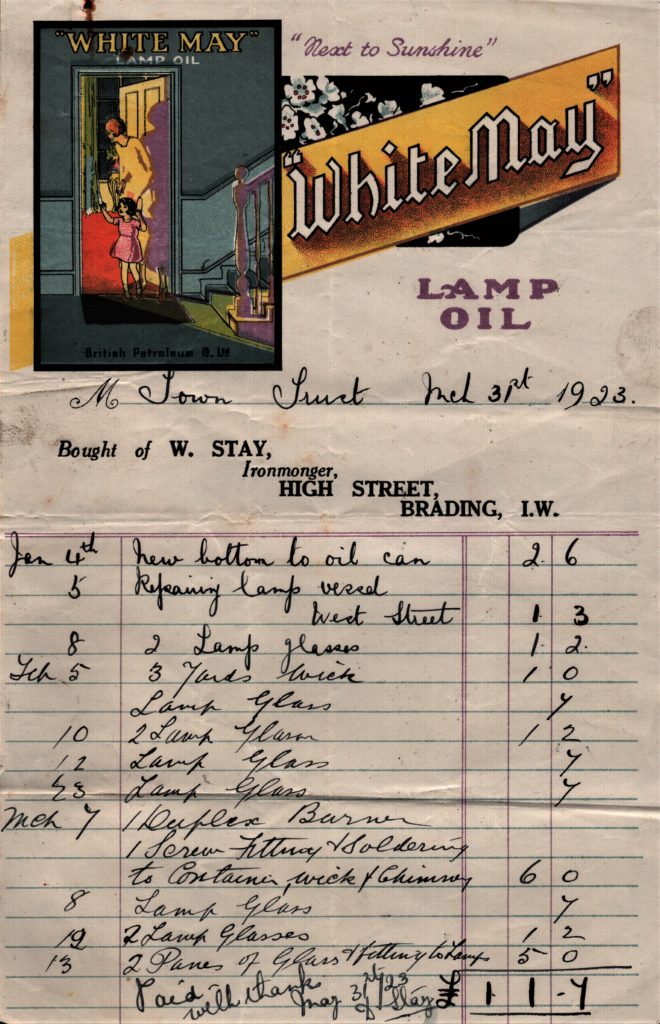 "WHITE MAY"
LAMP OIL
British Petroleum C. Ltd
"Next to Sunshine"
"White May"
LAMP
OIL
M Town Trust Mch 31st 1923.
Bought of W. STAY,
Ironmonger,
HIGH STREET,
BRADING, I.W.
Jan 4th New bottom to oil can 2 6
5 Repairing lamp vessel
West Street 1 3
8 2 Lamp glasses 1 2
Feb 5 3 Yards Wick 1 0
Lamp Glass 7
10 2 Lamp Glasses 1 2
12 Lamp Glass 7
23 Lamp Glass 7
Mch 7 1 Duplex Burner
1 Screw Fitting & Soldering
to Container, wick & Chimney 6 0
8 Lamp Glass 7
12 2 Lamp Glasses 1 2
13 2 Panes of Glass & fitting to Lamps 5 0
Paid with thanks May 3rd/23 Stay £ 1 1 - 7